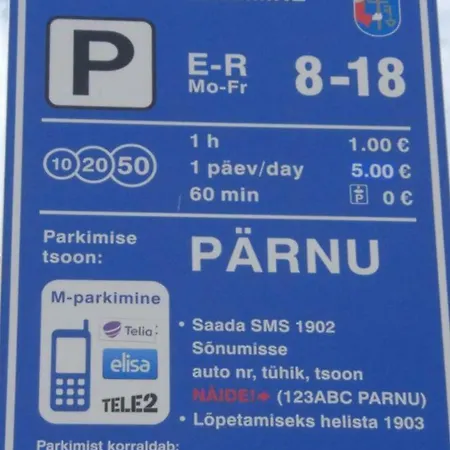 P
E-R 8-18
Mo-Fr
10 20 50
1 h 1.00 €
1 päev/day 5.00 €
60 min P 0 €
Parkimise
tsoon:
PÄRNU
M-parkimine
Telia
elisa
TELE2
• Saada SMS 1902
Sõnumisse
auto nr, tühik, tsoon
NÄIDE! (123ABC PARNU)
• Lõpetamiseks helista 1903
Parkimist korraldab: